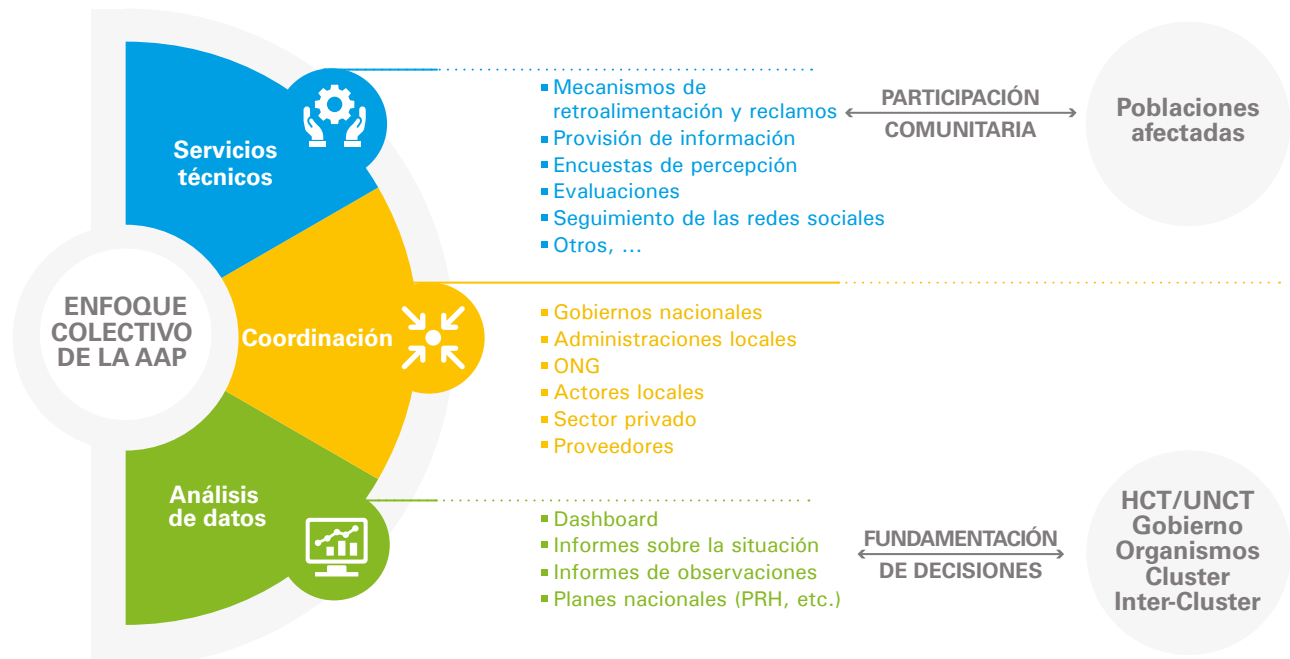 ENFOQUE
COLECTIVO
DE LA AAP
Servicios
técnicos
Mecanismos de
retroalimentación y reclamos
Provisión de información
Encuestas de percepción
Evaluaciones
Seguimiento de las redes sociales
Otros, ...
PARTICIPACIÓN
COMUNITARIA
Poblaciones
afectadas
Coordinación
Gobiernos nacionales
Administraciones locales
ONG
Actores locales
Sector privado
Proveedores
Análisis
de datos
Dashboard
Informes sobre la situación
Informes de observaciones
Planes nacionales (PRH, etc.)
FUNDAMENTACIÓN
DE DECISIONES
HCT/UNCT
Gobierno
Organismos
Cluster
Inter-Cluster